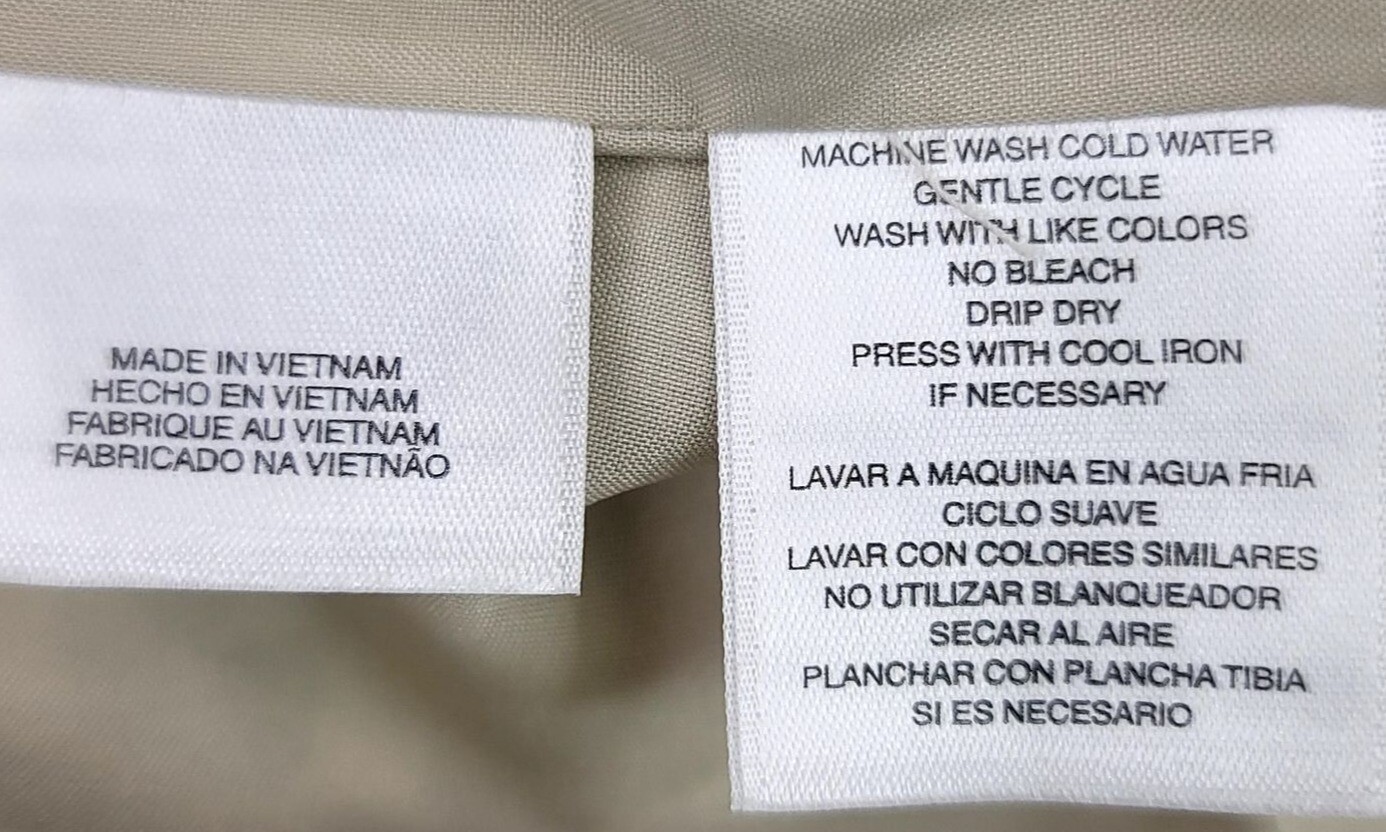 MADE IN VIETNAM
HECHO EN VIETNAM
FABRIQUE AU VIETNAM
FABRICADO NA VIETNÃO
MACHINE WASH COLD WATER
GENTLE CYCLE
WASH WITH LIKE COLORS
NO BLEACH
DRIP DRY
PRESS WITH COOL IRON
IF NECESSARY
LAVAR A MAQUINA EN AGUA FRIA
CICLO SUAVE
LAVAR CON COLORES SIMILARES
NO UTILIZAR BLANQUEADOR
SECAR AL AIRE
PLANCHAR CON PLANCHA TIBIA
SI ES NECESARIO